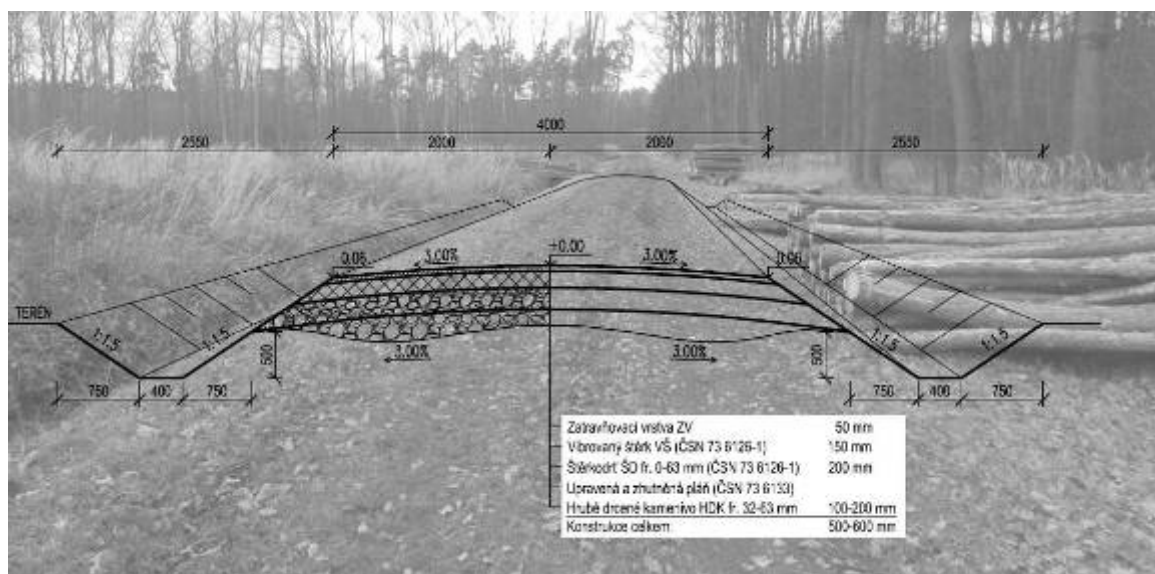 4000
2550 2000 2000 2550
0.06 3.00% ±0.00 3.00% 0.06
TERÉN
1:1.5 1:1.5 1:1.5 1:1.5
500 500
3.00% 3.00%
750 400 750 750 400 750
Zatravňovací vrstva ZV 50 mm
Vibrovaný štěrk VŠ (ČSN 73 6126-1) 150 mm
Štěrkodrť ŠD fr. 0-63 mm (ČSN 73 6126-1) 200 mm
Upravená a zhutněná pláň (ČSN 73 6133)
Hrubé drcené kamenivo HDK fr. 32-63 mm 100-200 mm
Konstrukce celkem 500-600 mm